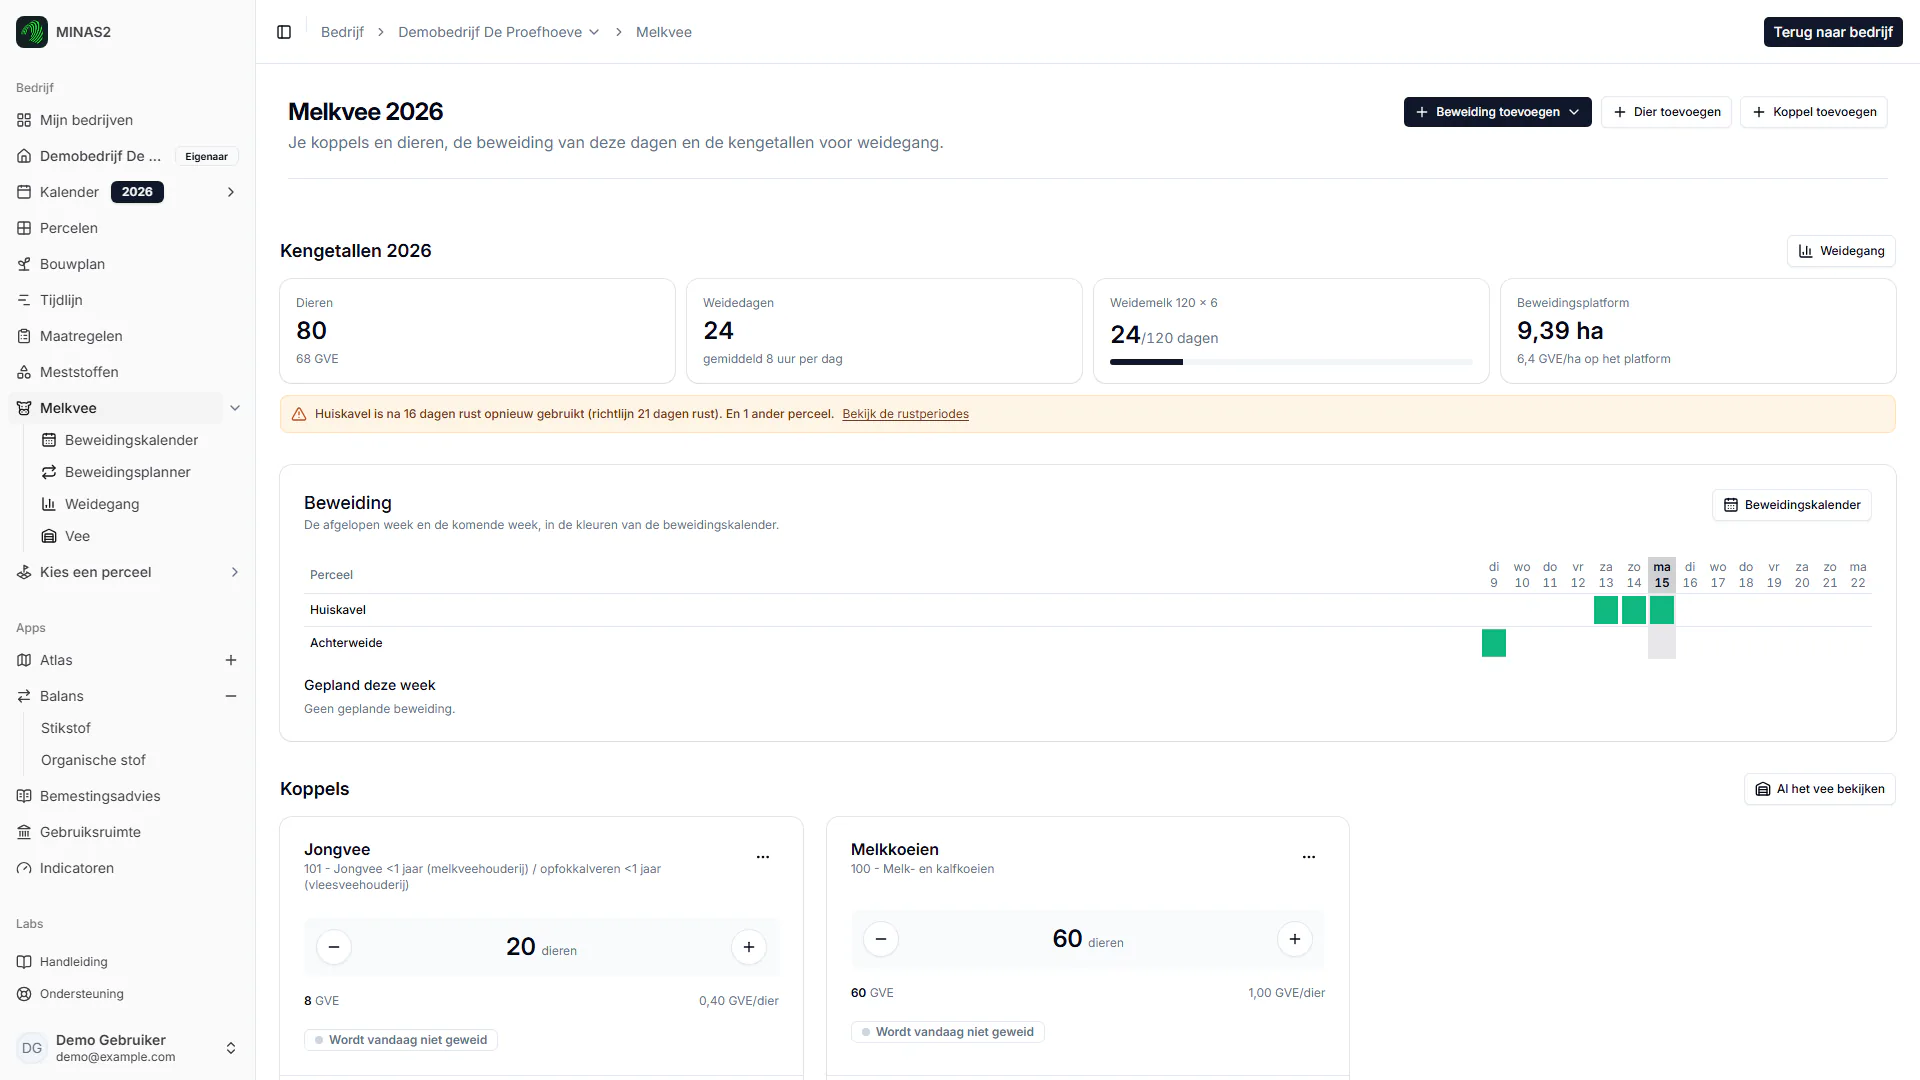 MINAS2
Bedrijf
Mijn bedrijven
Demobedrijf De ... Eigenaar
Kalender 2026
Percelen
Bouwplan
Tijdlijn
Maatregelen
Meststoffen
Melkvee
Beweidingskalender
Beweidingsplanner
Weidegang
Vee
Kies een perceel
Apps
Atlas
Balans
Stikstof
Organische stof
Bemestingsadvies
Gebruiksruimte
Indicatoren
Labs
Handleiding
Ondersteuning
DG Demo Gebruiker
demo@example.com
Bedrijf Demobedrijf De Proefhoeve Melkvee
Terug naar bedrijf
Melkvee 2026
Je koppels en dieren, de beweiding van deze dagen en de kengetallen voor weidegang.
Beweiding toevoegen Dier toevoegen Koppel toevoegen
Kengetallen 2026
Weidegang
Dieren
80
68 GVE
Weidedagen
24
gemiddeld 8 uur per dag
Weidemelk 120 × 6
24/120 dagen
Beweidingsplatform
9,39 ha
6,4 GVE/ha op het platform
Huiskavel is na 16 dagen rust opnieuw gebruikt (richtlijn 21 dagen rust). En 1 ander perceel. Bekijk de rustperiodes
Beweiding
De afgelopen week en de komende week, in de kleuren van de beweidingskalender.
Beweidingskalender
Perceel
di wo do vr za zo ma di wo do vr za zo ma
9 10 11 12 13 14 15 16 17 18 19 20 21 22
Huiskavel
Achterweide
Gepland deze week
Geen geplande beweiding.
Koppels
Al het vee bekijken
Jongvee
101 - Jongvee <1 jaar (melkveehouderij) / opfokkalveren <1 jaar
(vleesveehouderij)
20 dieren
8 GVE 0,40 GVE/dier
Wordt vandaag niet geweid
Melkkoeien
100 - Melk- en kalfkoeien
60 dieren
60 GVE 1,00 GVE/dier
Wordt vandaag niet geweid